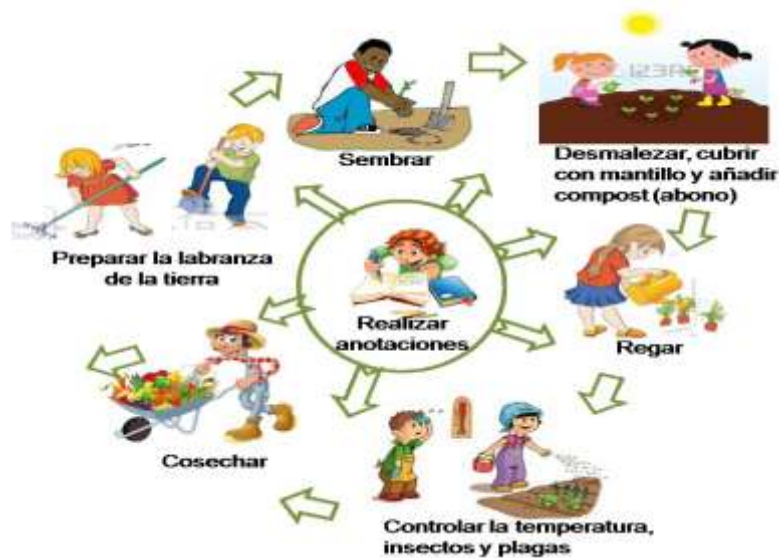 Sembrar
Desmalezar, cubrir
con mantillo y añadir
compost (abono)
Preparar la labranza
de la tierra
Realizar
anotaciones
Regar
Cosechar
Controlar la temperatura,
insectos y plagas